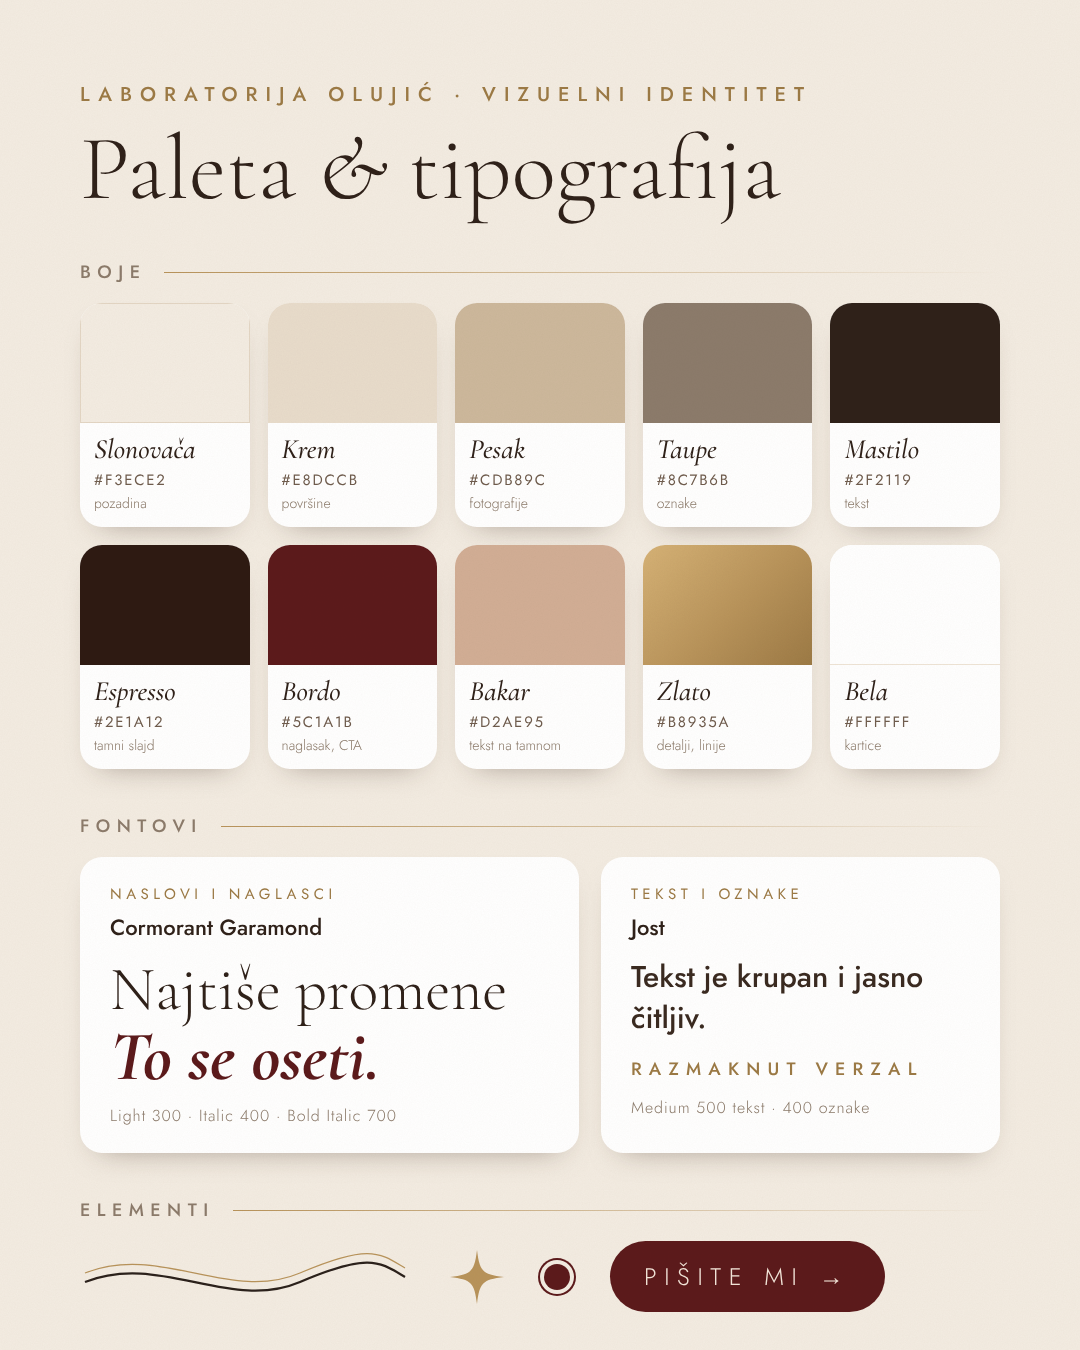 LABORATORIJA OLUJIĆ · VIZUELNI IDENTITET
Paleta & tipografija
BOJE
Slonovača
#F3ECE2
pozadina
Krem
#E8DCCB
površine
Pesak
#CDB89C
fotografije
Taupe
#8C7B6B
oznake
Mastilo
#2F2119
tekst
Espresso
#2E1A12
tamni slajd
Bordo
#5C1A1B
naglasak, CTA
Bakar
#D2AE95
tekst na tamnom
Zlato
#B8935A
detalji, linije
Bela
#FFFFFF
kartice
FONTOVI
NASLOVI I NAGLASCI
Cormorant Garamond
Najtiše promene
To se oseti.
Light 300 · Italic 400 · Bold Italic 700
TEKST I OZNAKE
Jost
Tekst je krupan i jasno
čitljiv.
RAZMAKNUT VERZAL
Medium 500 tekst · 400 oznake
ELEMENTI
PIŠITE MI →